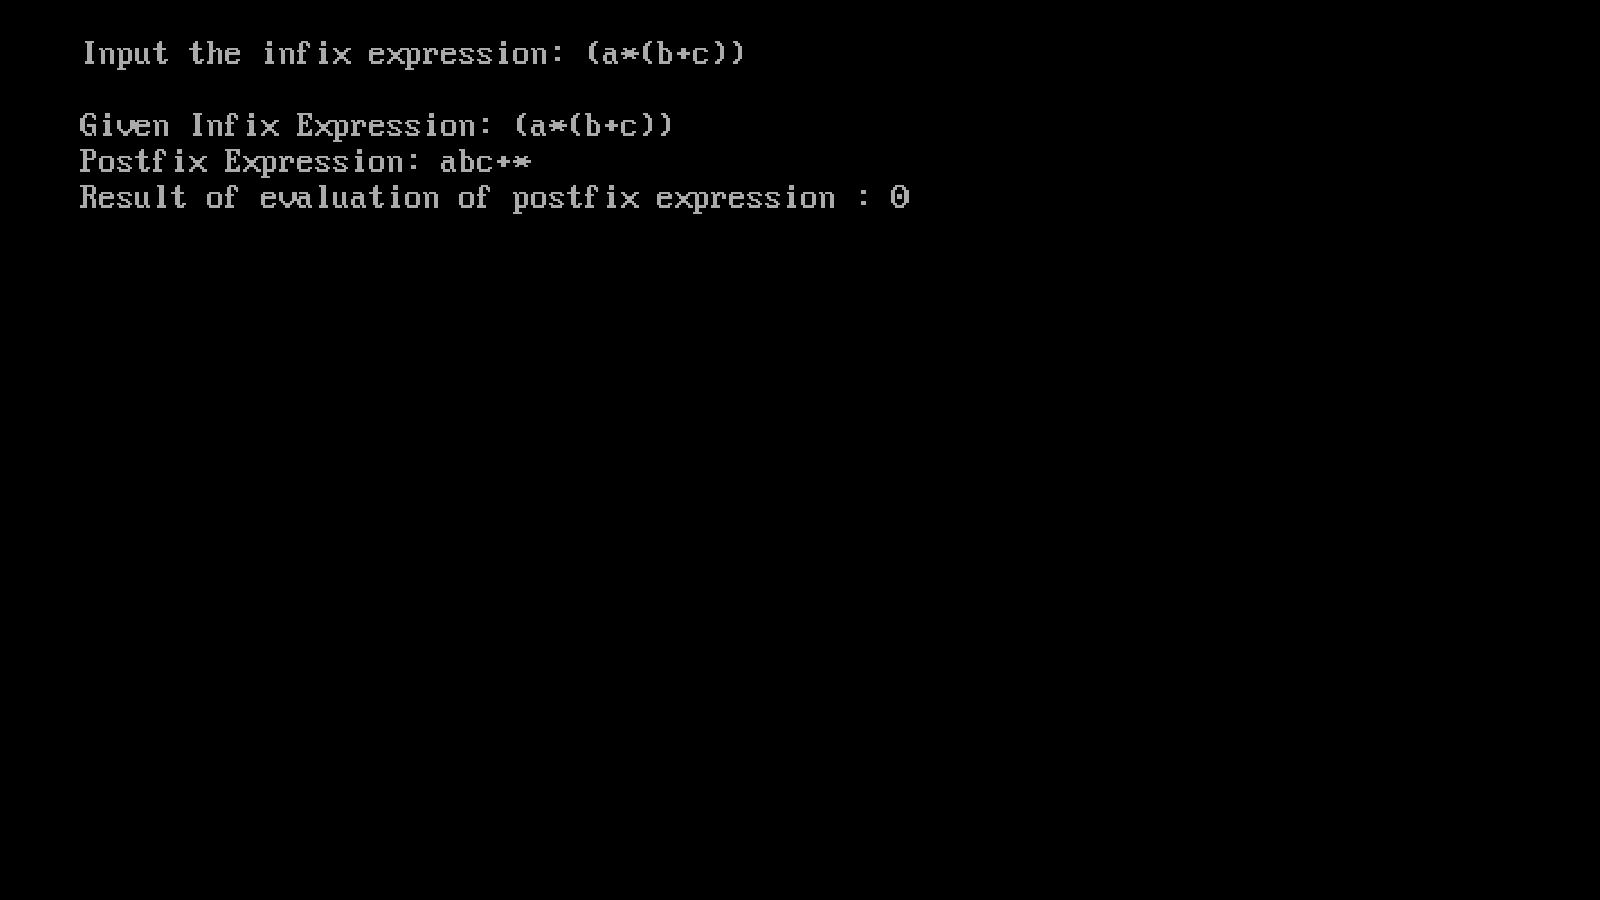 Input the infix expression: (a*(b+c))
Given Infix Expression: (a*(b+c))
Postfix Expression: abc+*
Result of evaluation of postfix expression : 0